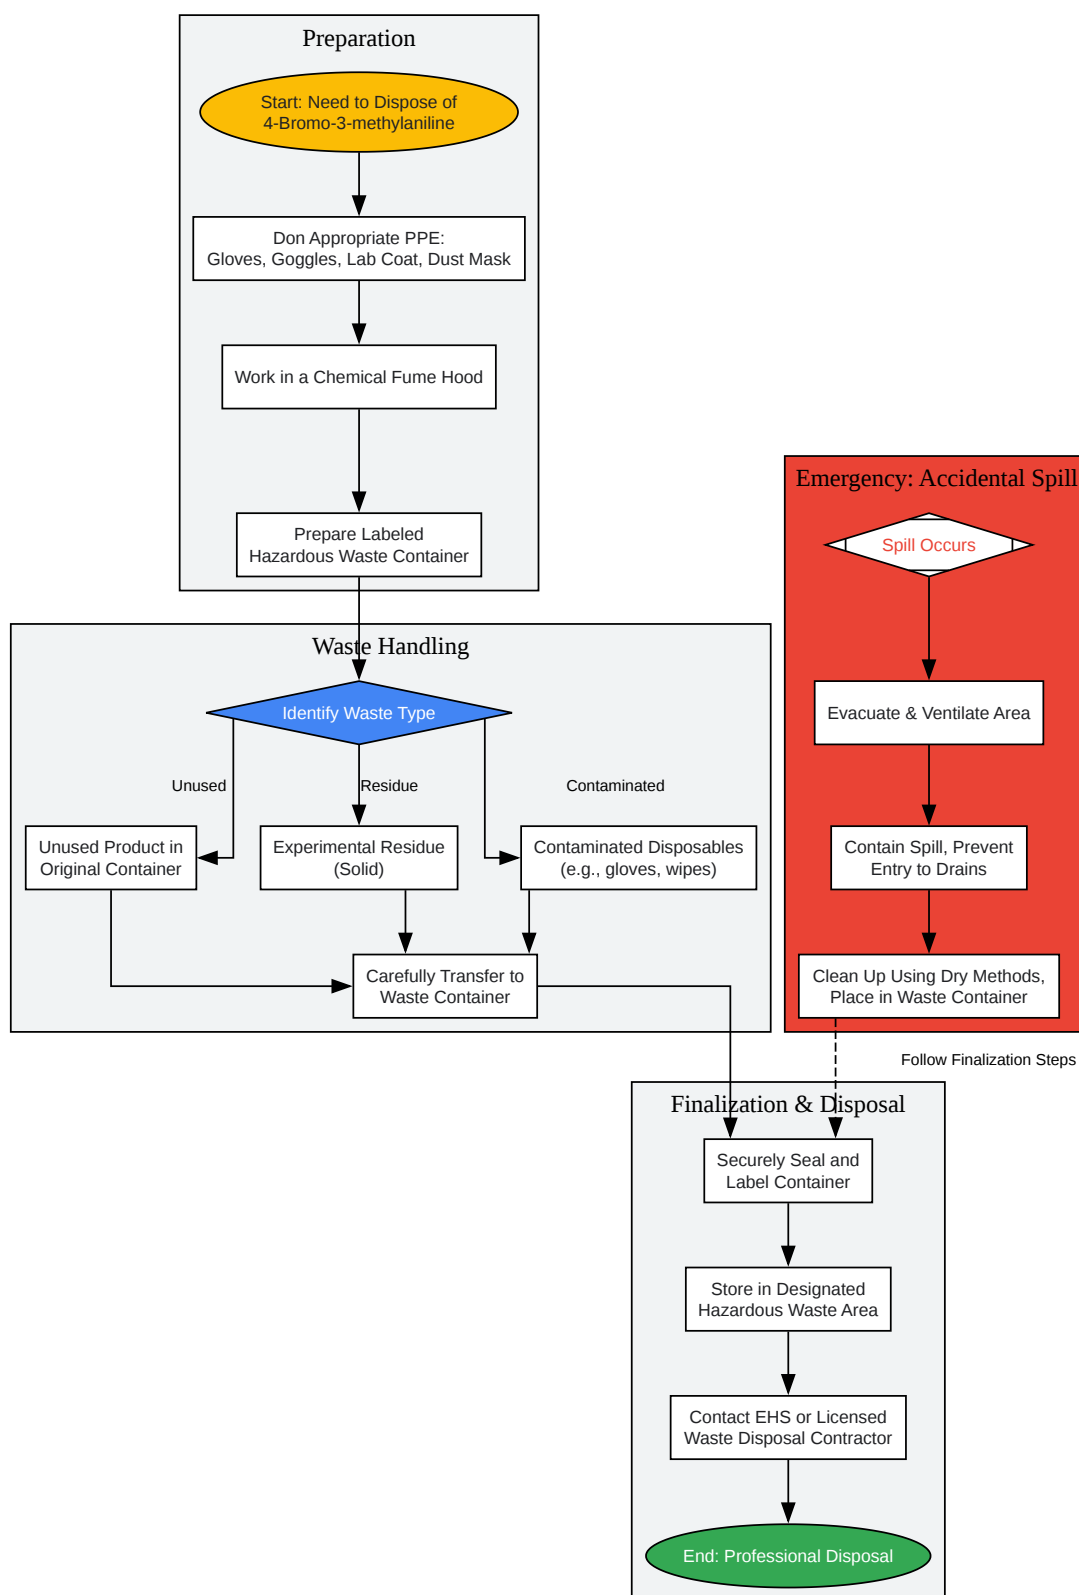 Preparation
Start: Need to Dispose of
4-Bromo-3-methylaniline
Don Appropriate PPE:
Gloves, Goggles, Lab Coat, Dust Mask
Work in a Chemical Fume Hood
Prepare Labeled
Hazardous Waste Container
Waste Handling
Identify Waste Type
Unused
Residue
Contaminated
Unused Product in
Original Container
Experimental Residue
(Solid)
Contaminated Disposables
(e.g., gloves, wipes)
Carefully Transfer to
Waste Container
Emergency: Accidental Spill
Spill Occurs
Evacuate & Ventilate Area
Contain Spill, Prevent
Entry to Drains
Clean Up Using Dry Methods,
Place in Waste Container
Follow Finalization Steps
Finalization & Disposal
Securely Seal and
Label Container
Store in Designated
Hazardous Waste Area
Contact EHS or Licensed
Waste Disposal Contractor
End: Professional Disposal